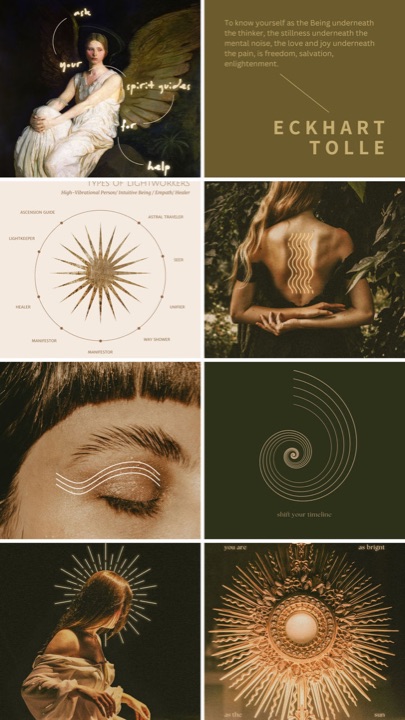 ask
your
spirit guides
for
help
To know yourself as the Being underneath
the thinker, the stillness underneath the
mental noise, the love and joy underneath
the pain, is freedom, salvation,
enlightenment.
ECKHART
TOLLE
TYPES OF LIGHTWORKERS
High-Vibrational Person/ Intuitive Being / Empath/ Healer
ASCENSION GUIDE
ASTRAL TRAVELER
LIGHTKEEPER
SEER
HEALER
UNIFIER
MANIFESTOR
WAY SHOWER
MANIFESTOR
shift your timeline
you are
as bright
as the
sun